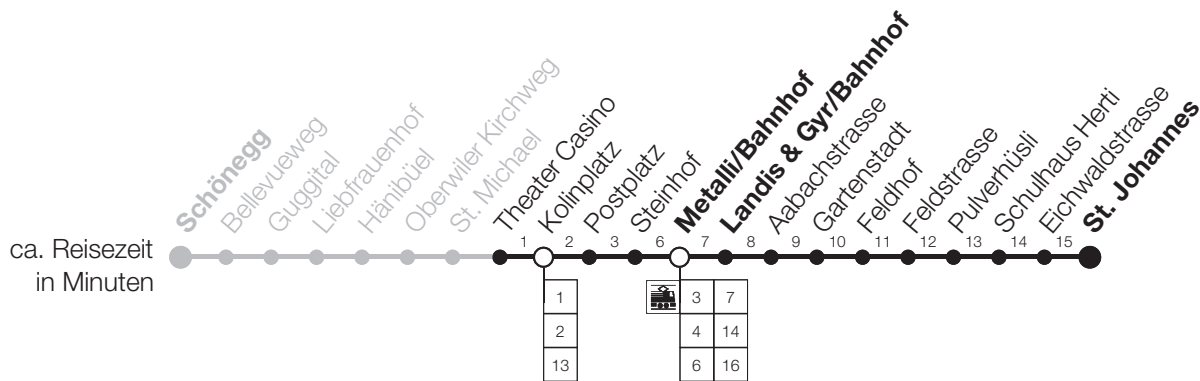 Schönegg
Bellevueweg
Guggital
Liebfrauenhof
Hänibüel
Oberwiler Kirchweg
St. Michael
Theater Casino
Kolinplatz
Postplatz
Steinhof
Metalli/Bahnhof
Landis & Gyr/Bahnhof
Aabachstrasse
Gartenstadt
Feldhof
Feldstrasse
Pulverhüsli
Schulhaus Herti
Eichwaldstrasse
St. Johannes
ca. Reisezeit
in Minuten
1 2 3 6 7 8 9 10 11 12 13 14 15
1
2
13
3 7
4 14
6 16